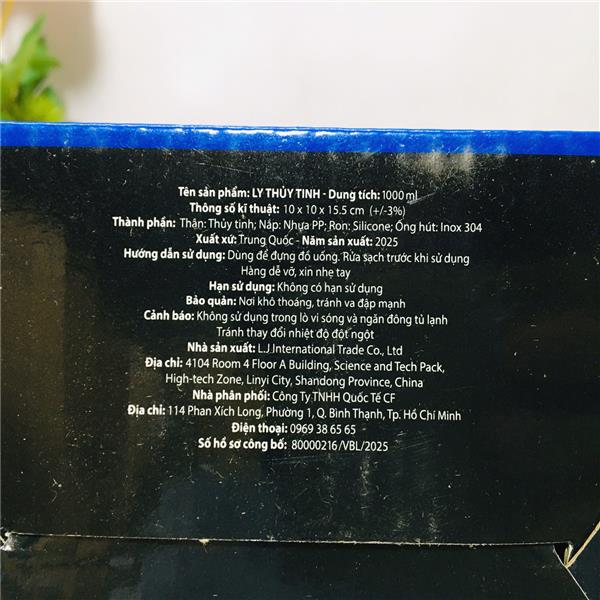 Tên sản phẩm: LY THỦY TINH - Dung tích: 1000 ml
Thông số kĩ thuật: 10 x 10 x 15.5 cm (+/-3%)
Thành phần: Thân: Thủy tinh; Nắp: Nhựa PP; Ron: Silicone; Ống hút: Inox 304
Xuất xứ: Trung Quốc - Năm sản xuất: 2025
Hướng dẫn sử dụng: Dùng để đựng đồ uống. Rửa sạch trước khi sử dụng
Hàng dễ vỡ, xin nhẹ tay
Hạn sử dụng: Không có hạn sử dụng
Bảo quản: Nơi khô thoáng, tránh va đập mạnh
Cảnh báo: Không sử dụng trong lò vi sóng và ngăn đông tủ lạnh
Tránh thay đổi nhiệt độ đột ngột
Nhà sản xuất: L.J International Trade Co., Ltd
Địa chỉ: 4104 Room 4 Floor A Building, Science and Tech Pack,
High-tech Zone, Linyi City, Shandong Province, China
Nhà phân phối: Công Ty TNHH Quốc Tế CF
Địa chỉ: 114 Phan Xích Long, Phường 1, Q. Bình Thạnh, Tp. Hồ Chí Minh
Điện thoại: 0969 38 65 65
Số hồ sơ công bố: 80000216/VBL/2025